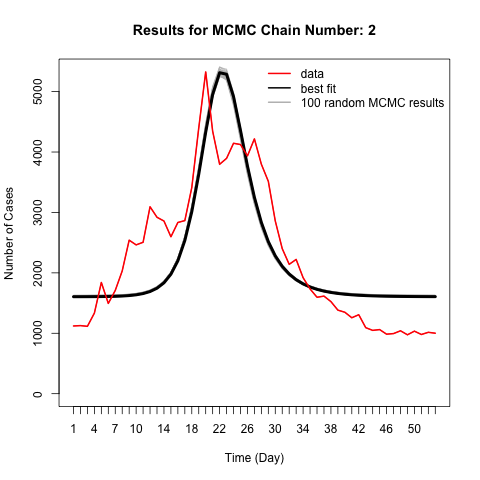 Results for MCMC Chain Number: 2
data
best fit
100 random MCMC results
Number of Cases
5000
4000
3000
2000
1000
0
1 4 7 10 14 18 22 26 30 34 38 42 46 50
Time (Day)